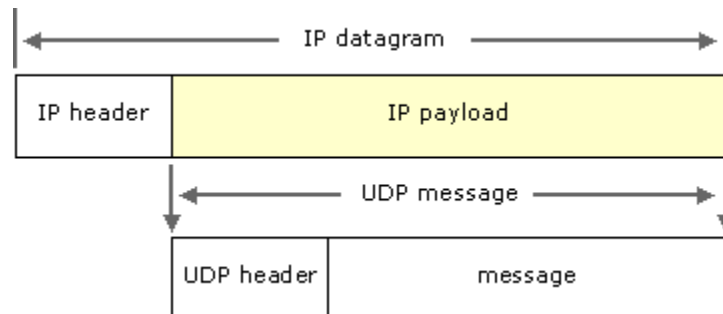 IP datagram
IP header IP payload
UDP message
UDP header message